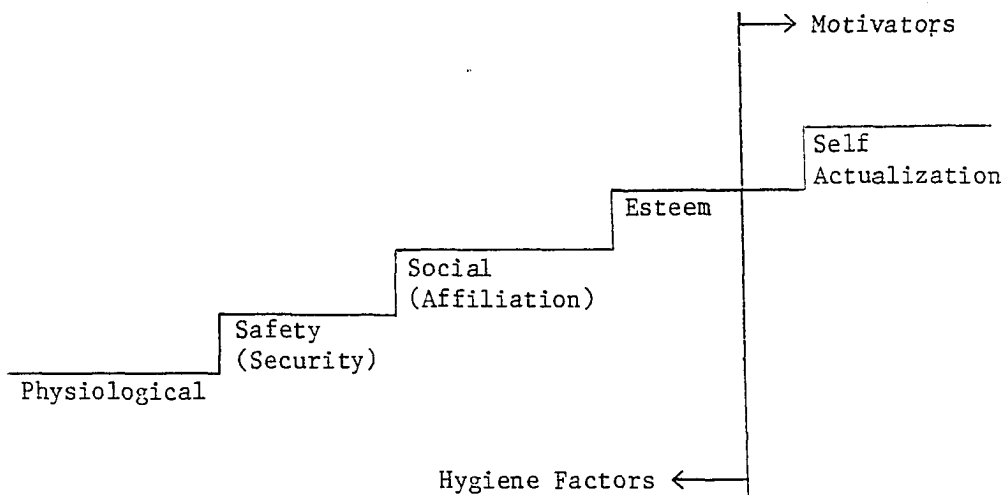 Motivators
Self
Actualization
Esteem
Social
(Affiliation)
Safety
(Security)
Physiological
Hygiene Factors